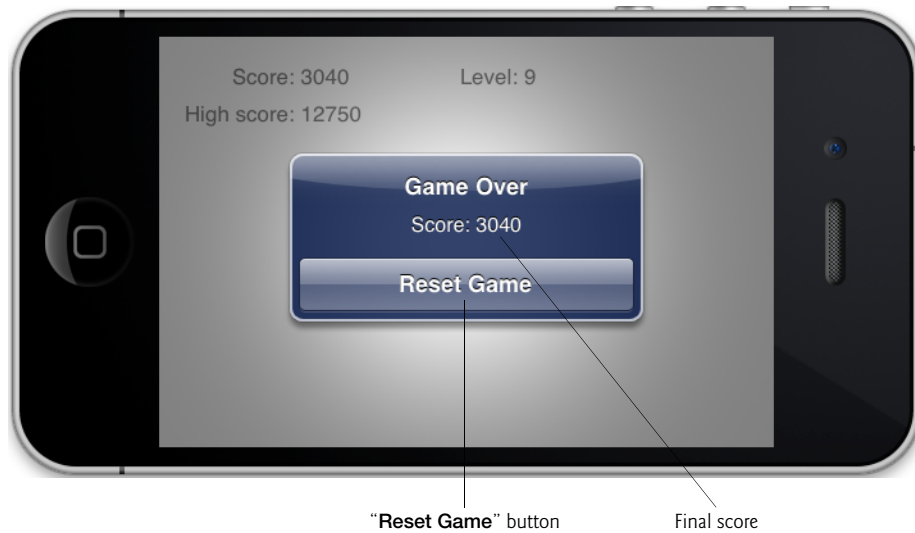 Score: 3040 Level: 9
High score: 12750
Game Over
Score: 3040
Reset Game
“Reset Game” button Final score